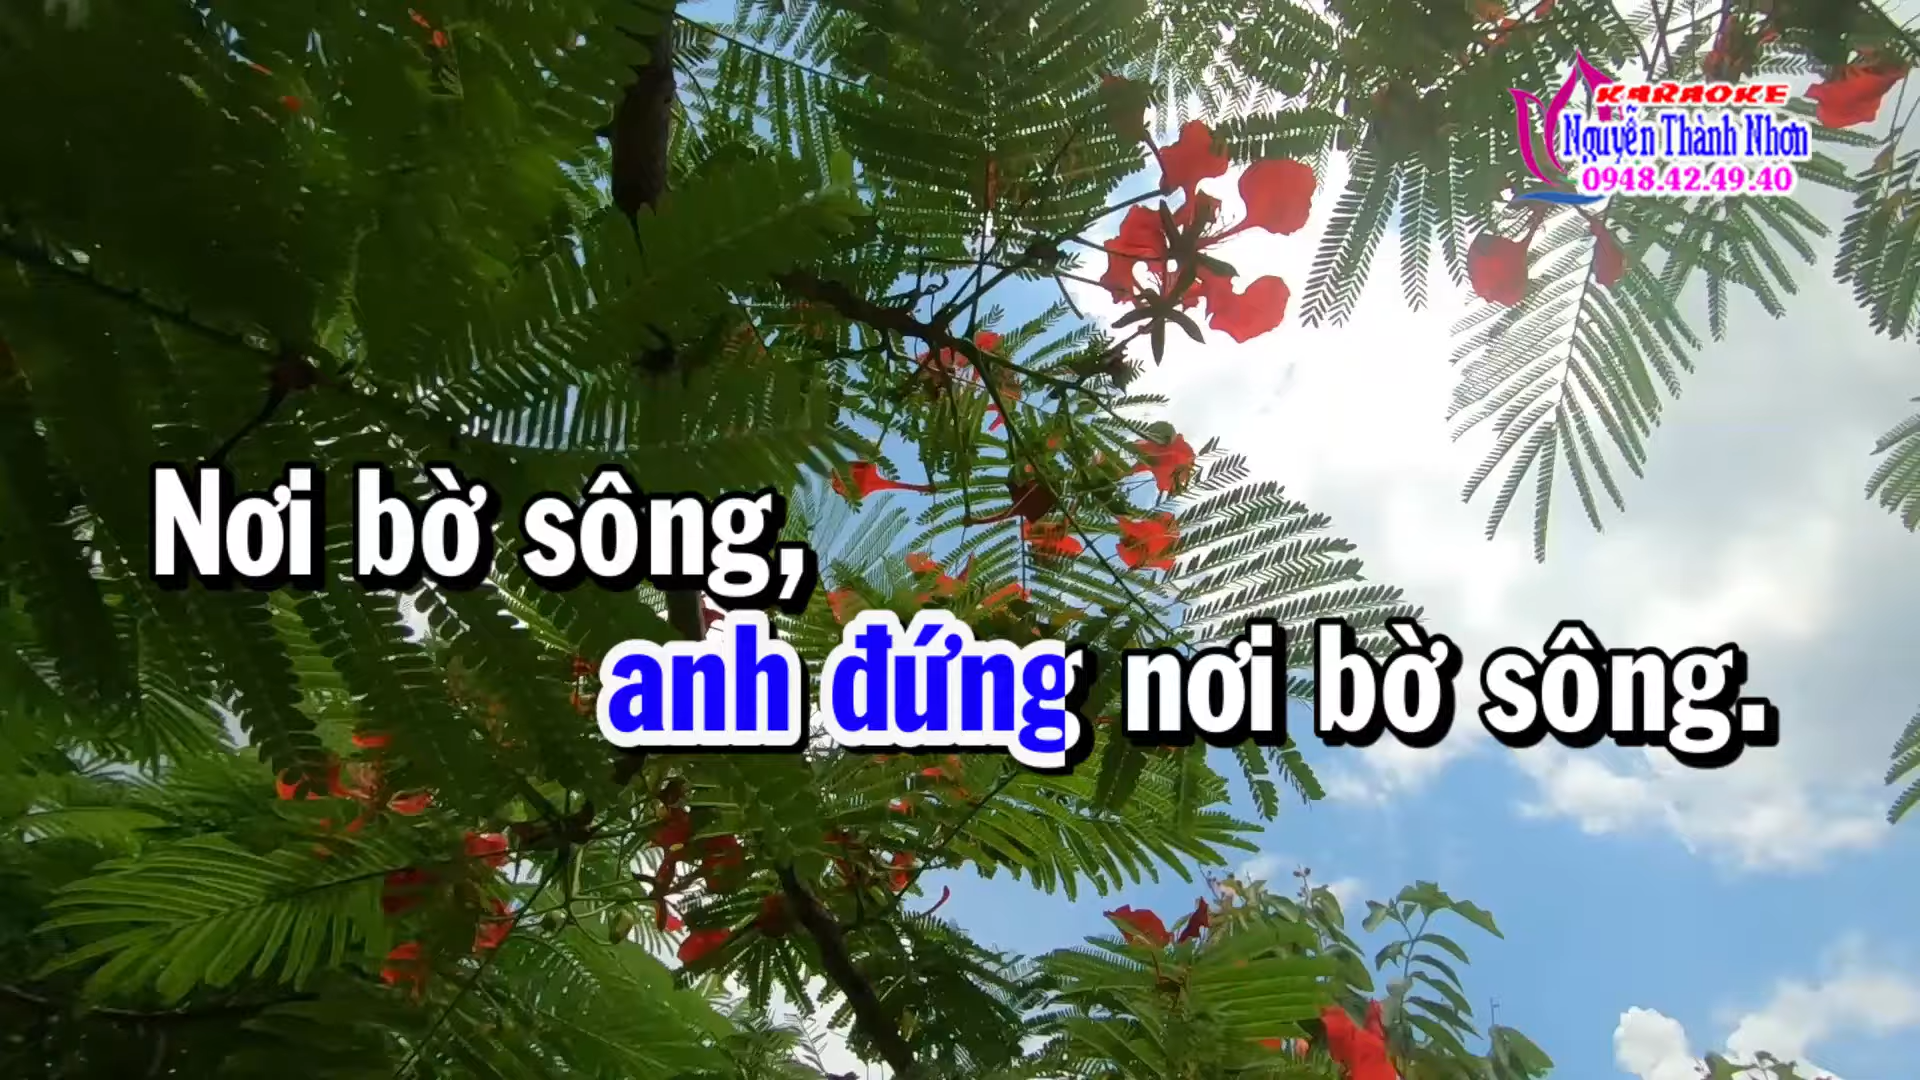 KARAOKE
Nguyễn Thành Nhơn
0948.42.49.40
Nơi bờ sông,
anh đứng nơi bờ sông.